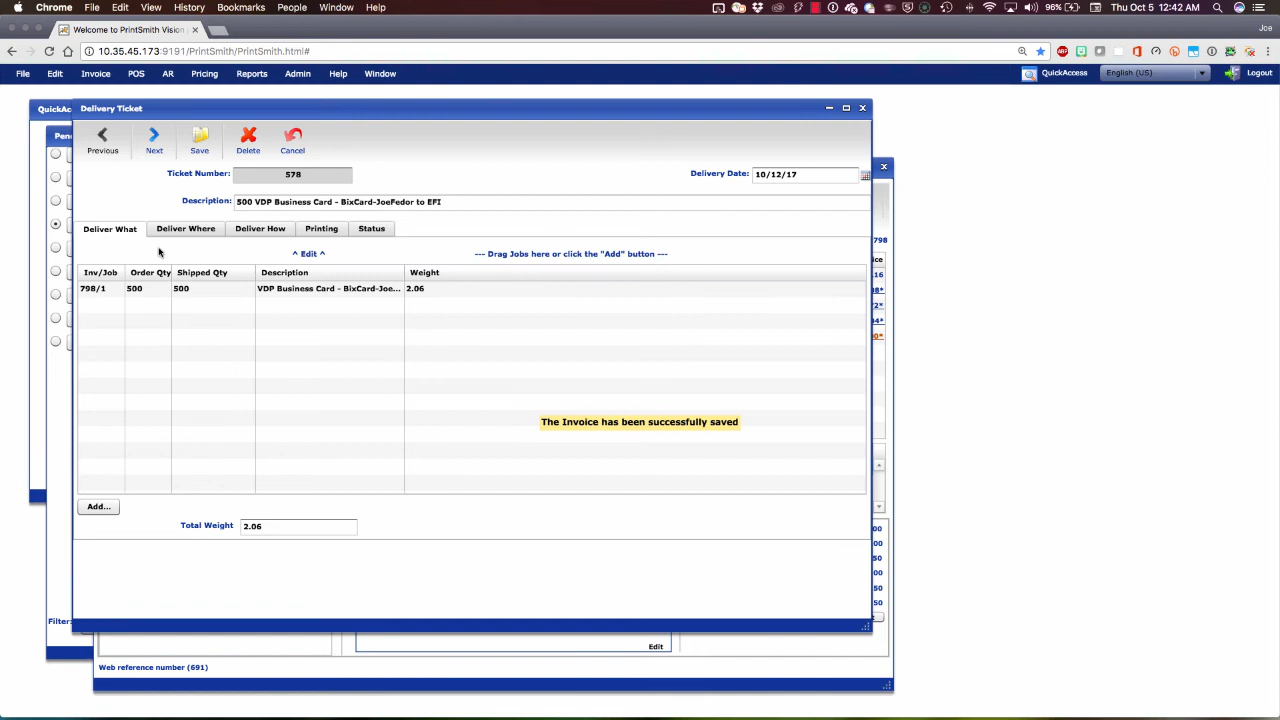 Chrome File Edit View History Bookmarks People Window Help 96% Thu Oct 5 12:42 AM
Welcome to PrintSmith Vision Joe
10.35.45.173:9191/PrintSmith/PrintSmith.html#
File Edit Invoice POS AR Pricing Reports Admin Help Window QuickAccess English (US) Logout
QuickAc
Delivery Ticket
Pen
Previous Next Save Delete Cancel
Ticket Number: 578 Delivery Date: 10/12/17
Description: 500 VDP Business Card - BixCard-JoeFedor to EFI
Deliver What Deliver Where Deliver How Printing Status
798
^ Edit ^ --- Drag Jobs here or click the "Add" button ---
Inv/Job Order Qty Shipped Qty Description Weight
798/1 500 500 VDP Business Card - BixCard-Joe... 2.06
The Invoice has been successfully saved
Add...
Total Weight 2.06
Filter:
Edit
Web reference number (691)